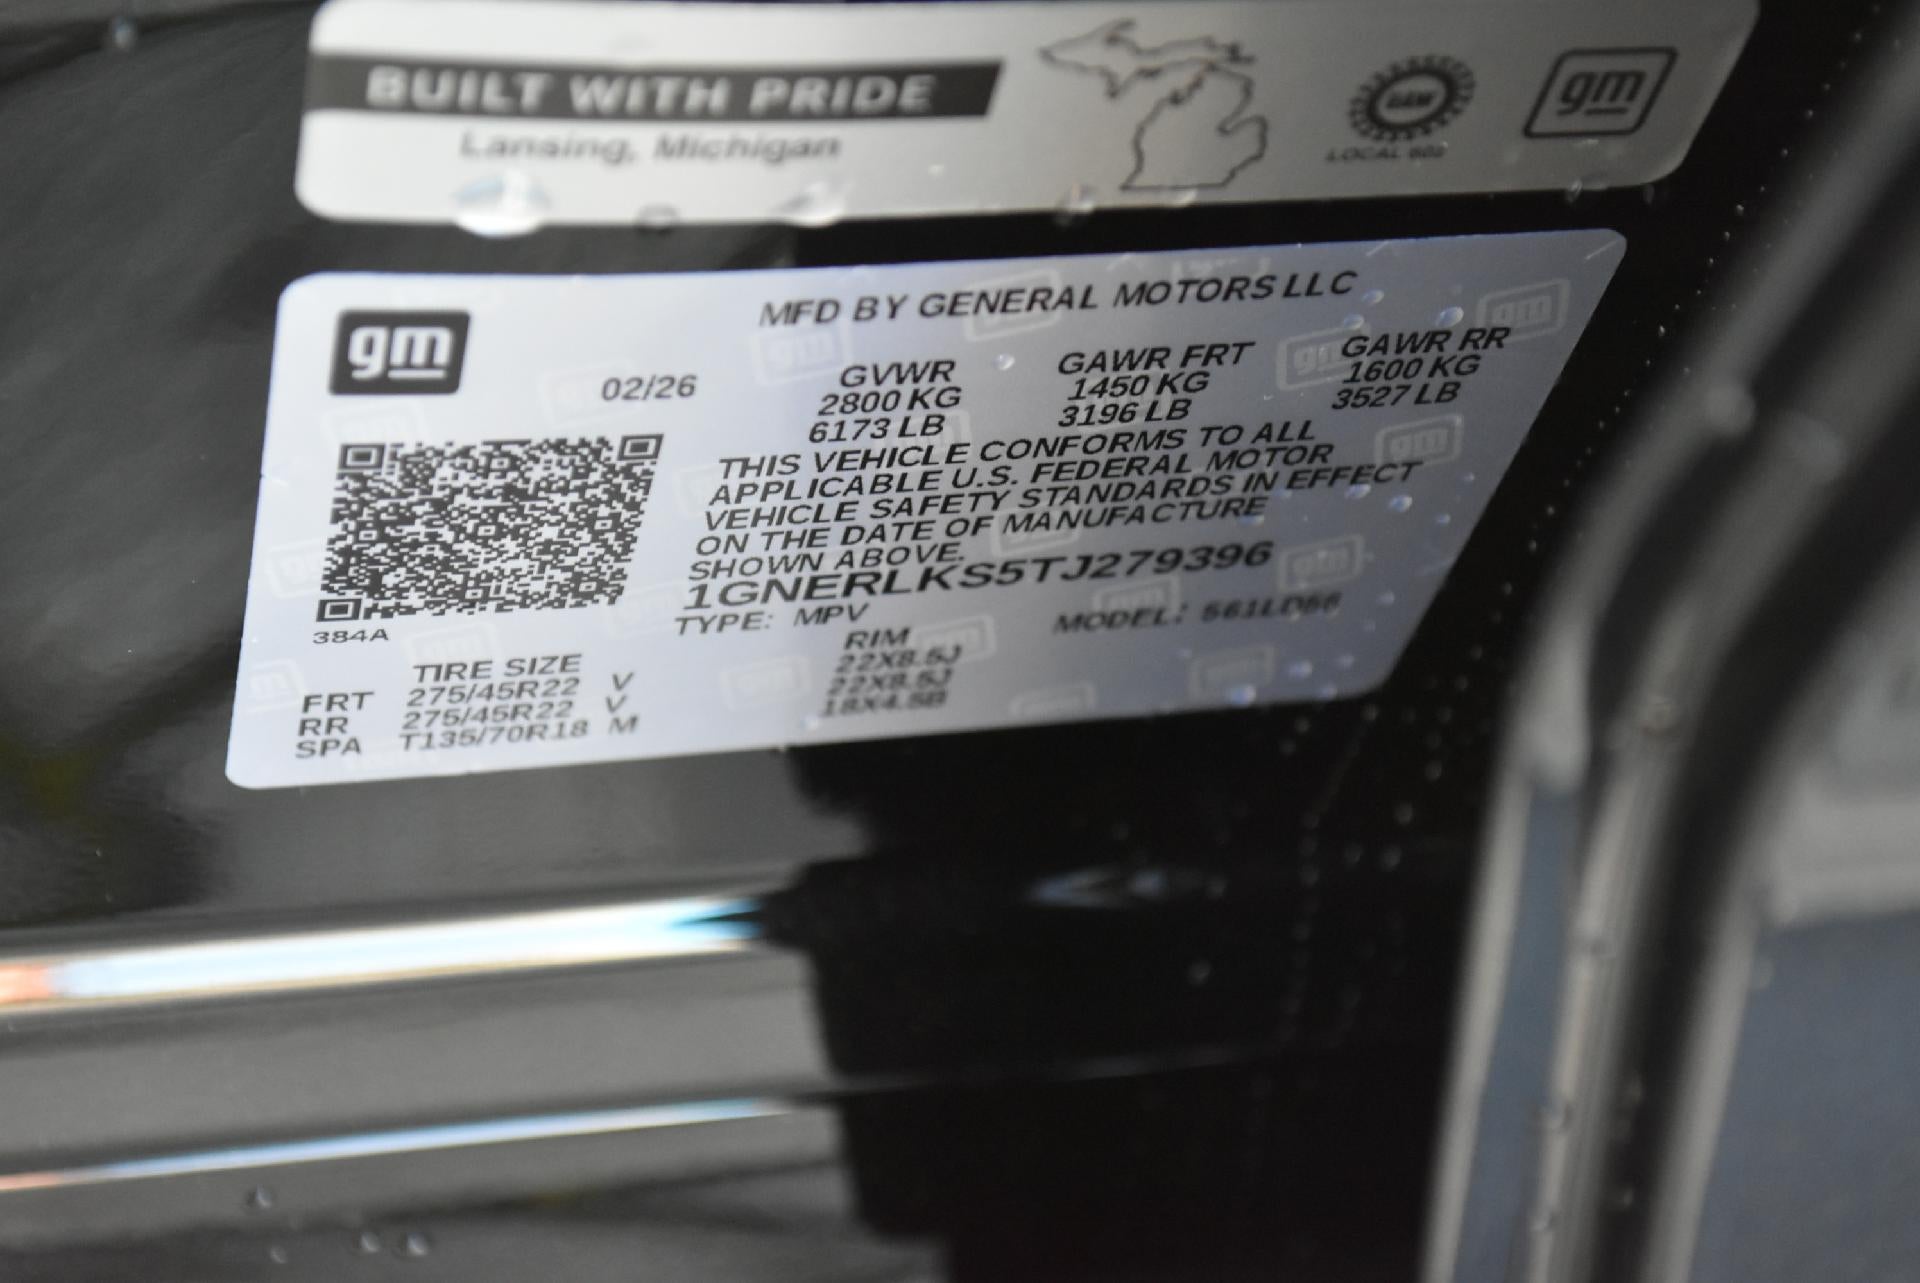 BUILT WITH PRIDE
Lansing, Michigan
LOCAL 602
gm
gm
MFD BY GENERAL MOTORS LLC
02/26
GVWR GAWR FRT GAWR RR
2800 KG 1450 KG 1600 KG
6173 LB 3196 LB 3527 LB
THIS VEHICLE CONFORMS TO ALL
APPLICABLE U.S. FEDERAL MOTOR
VEHICLE SAFETY STANDARDS IN EFFECT
ON THE DATE OF MANUFACTURE
SHOWN ABOVE.
1GNERLKS5TJ279396
TYPE: MPV MODEL:
384A
TIRE SIZE RIM
FRT 275/45R22 V 22X8.5J
RR 275/45R22 V 22X8.5J
SPA T135/70R18 M 18X4.5B